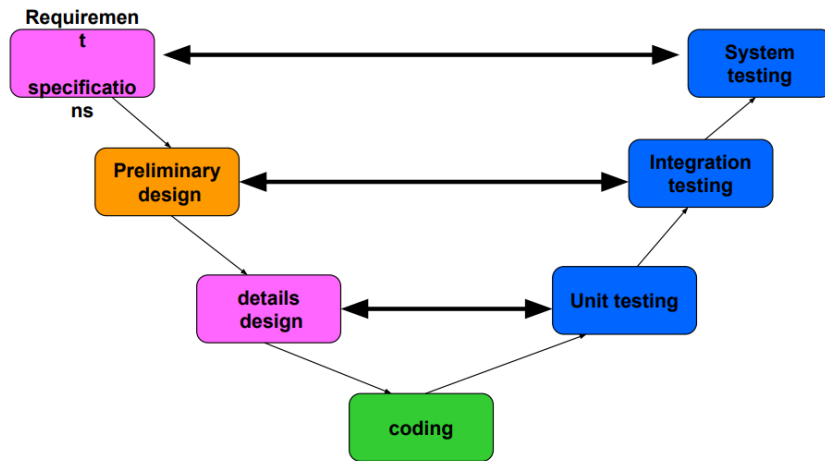 Requiremen
t
specificatio
ns
System
testing
Preliminary
design
Integration
testing
details
design
Unit testing
coding